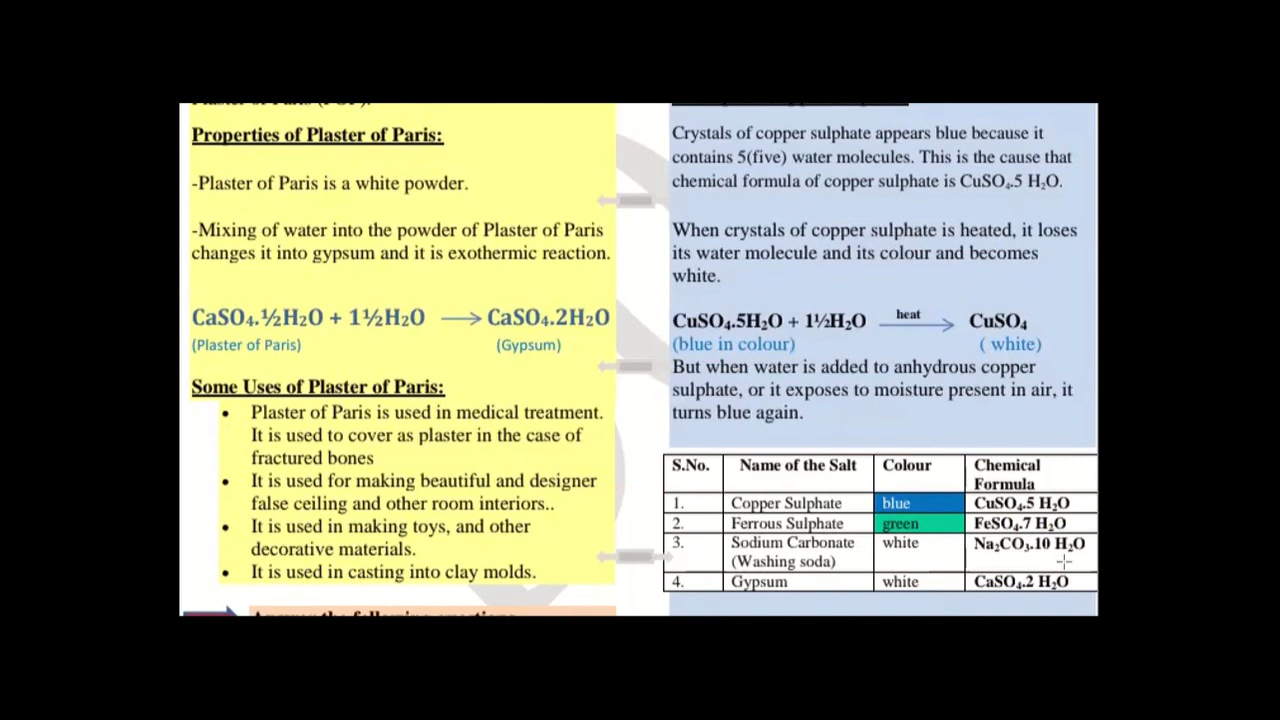 Properties of Plaster of Paris:
-Plaster of Paris is a white powder.
-Mixing of water into the powder of Plaster of Paris
changes it into gypsum and it is exothermic reaction.
CaSO₄.½H₂O + 1½H₂O ⟶ CaSO₄.2H₂O
(Plaster of Paris) (Gypsum)
Some Uses of Plaster of Paris:
• Plaster of Paris is used in medical treatment.
It is used to cover as plaster in the case of
fractured bones
• It is used for making beautiful and designer
false ceiling and other room interiors..
• It is used in making toys, and other
decorative materials.
• It is used in casting into clay molds.
Crystals of copper sulphate appears blue because it
contains 5(five) water molecules. This is the cause that
chemical formula of copper sulphate is CuSO₄.5 H₂O.
When crystals of copper sulphate is heated, it loses
its water molecule and its colour and becomes
white.
CuSO₄.5H₂O + 1½H₂O heat ⟶ CuSO₄
(blue in colour) ( white)
But when water is added to anhydrous copper
sulphate, or it exposes to moisture present in air, it
turns blue again.
S.No. Name of the Salt Colour Chemical
Formula
1. Copper Sulphate blue CuSO₄.5 H₂O
2. Ferrous Sulphate green FeSO₄.7 H₂O
3. Sodium Carbonate white Na₂CO₃.10 H₂O
(Washing soda)
4. Gypsum white CaSO₄.2 H₂O